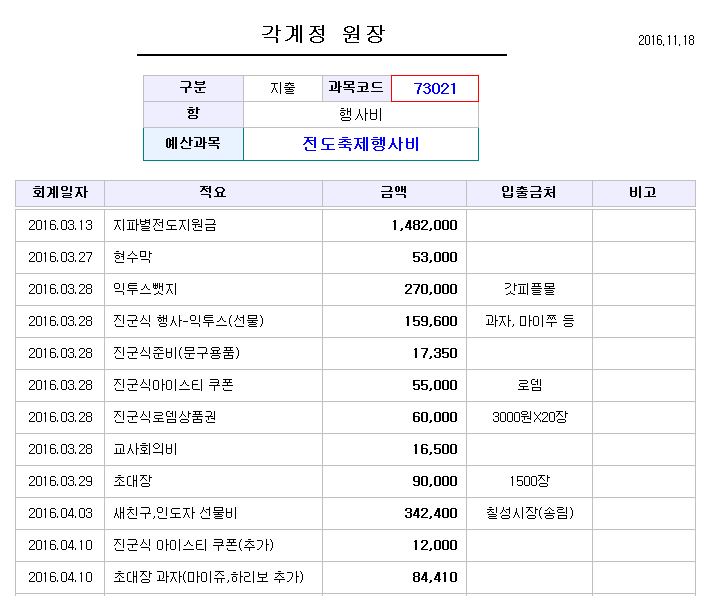 각계정 원장
2016.11.18
구분 지출 과목코드 73021
항 행사비
예산과목 전도축제행사비
회계일자 적요 금액 입출금처 비고
2016.03.13 지파별전도지원금 1,482,000
2016.03.27 현수막 53,000
2016.03.28 익투스뺏지 270,000 갓피플몰
2016.03.28 진군식 행사-익투스(선물) 159,600 과자, 마이쭈 등
2016.03.28 진군식준비(문구용품) 17,350
2016.03.28 진군식아이스티 쿠폰 55,000 로뎀
2016.03.28 진군식로뎀상품권 60,000 3000원X20장
2016.03.28 교사회의비 16,500
2016.03.29 초대장 90,000 1500장
2016.04.03 새친구,인도자 선물비 342,400 칠성시장(송림)
2016.04.10 진군식 아이스티 쿠폰(추가) 12,000
2016.04.10 초대장 과자(마이쥬,하리보 추가) 84,410